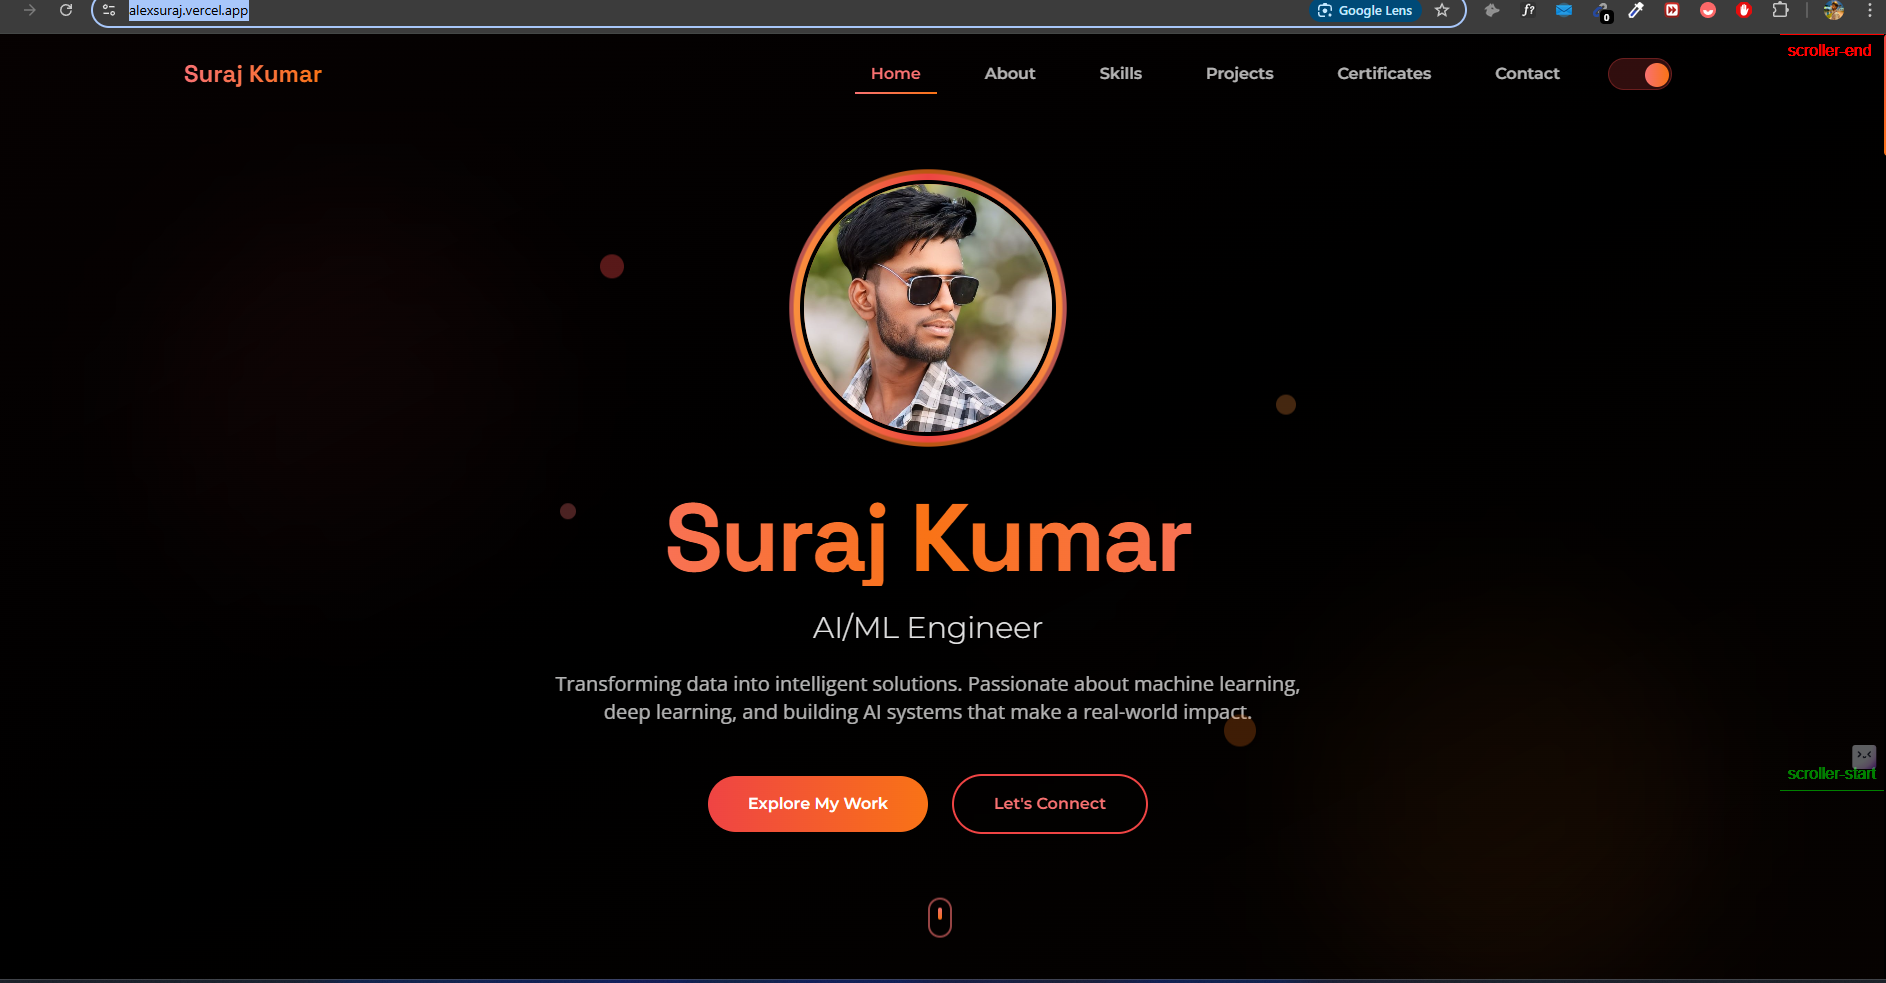 alexsuraj.vercel.app
Google Lens
f?
0
scroller-end
Suraj Kumar
Home
About
Skills
Projects
Certificates
Contact
Suraj Kumar
AI/ML Engineer
Transforming data into intelligent solutions. Passionate about machine learning,
deep learning, and building AI systems that make a real-world impact.
scroller-start
Explore My Work
Let's Connect